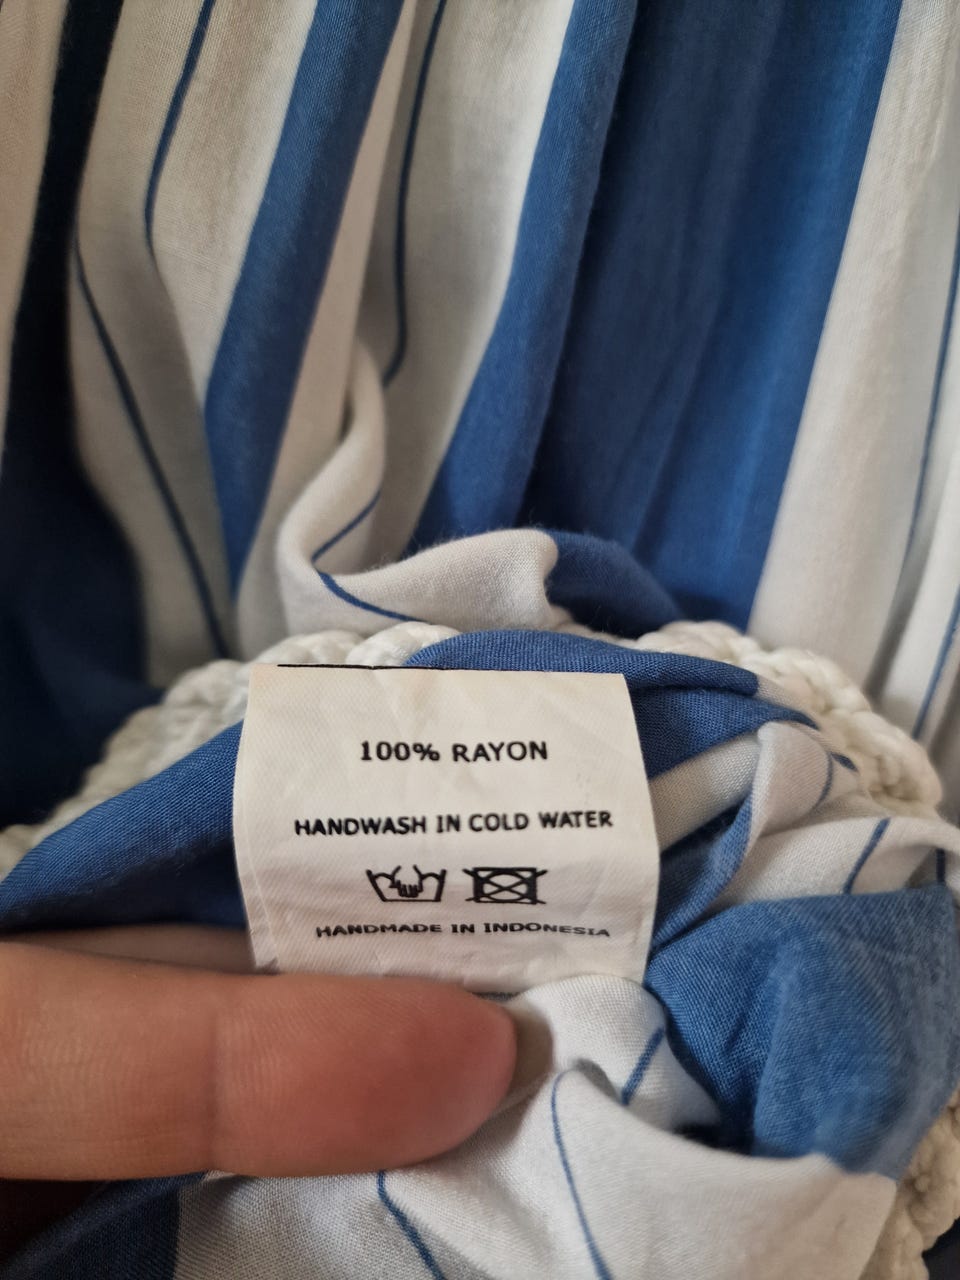 100% RAYON
HANDWASH IN COLD WATER
HANDMADE IN INDONESIA